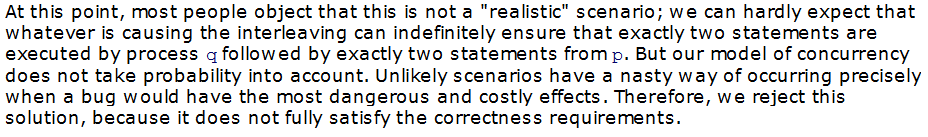 At this point, most people object that this is not a "realistic" scenario; we can hardly expect that
whatever is causing the interleaving can indefinitely ensure that exactly two statements are
executed by process q followed by exactly two statements from p. But our model of concurrency
does not take probability into account. Unlikely scenarios have a nasty way of occurring precisely
when a bug would have the most dangerous and costly effects. Therefore, we reject this
solution, because it does not fully satisfy the correctness requirements.